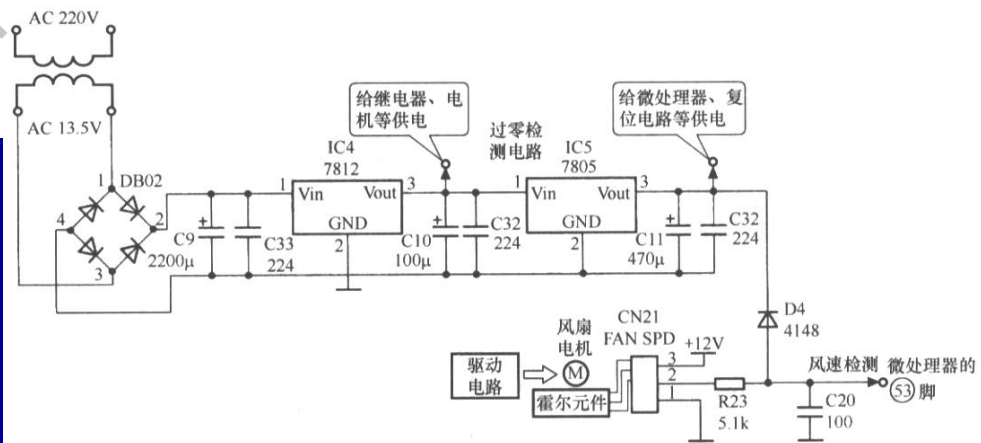 AC 220V
AC 13.5V
给继电器、电
机等供电
过零检
测电路
给微处理器、复
位电路等供电
IC4
7812
IC5
7805
1
DB02
4
2
3
1
Vin
Vout
3
GND
2
1
Vin
Vout
3
GND
2
+
C9
2200μ
C33
224
+
C10
100μ
C32
224
+
C11
470μ
C32
224
D4
4148
CN21
FAN SPD
风扇
电机
M
驱动
电路
霍尔元件
3
2
1
+12V
R23
5.1k
风速检测
微处理器的
53脚
C20
100